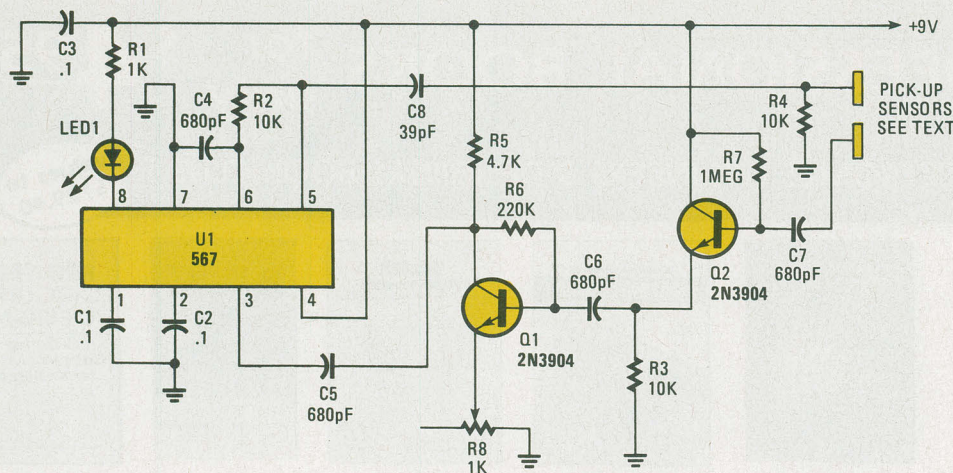 +9V
C3
.1
R1
1K
LED1
C4
680pF
R2
10K
C8
39pF
R5
4.7K
R6
220K
R4
10K
R7
1MEG
PICK-UP
SENSORS
SEE TEXT
8
7
6
5
U1
567
1
2
3
4
C1
.1
C2
.1
C5
680pF
Q1
2N3904
C6
680pF
Q2
2N3904
C7
680pF
R3
10K
R8
1K